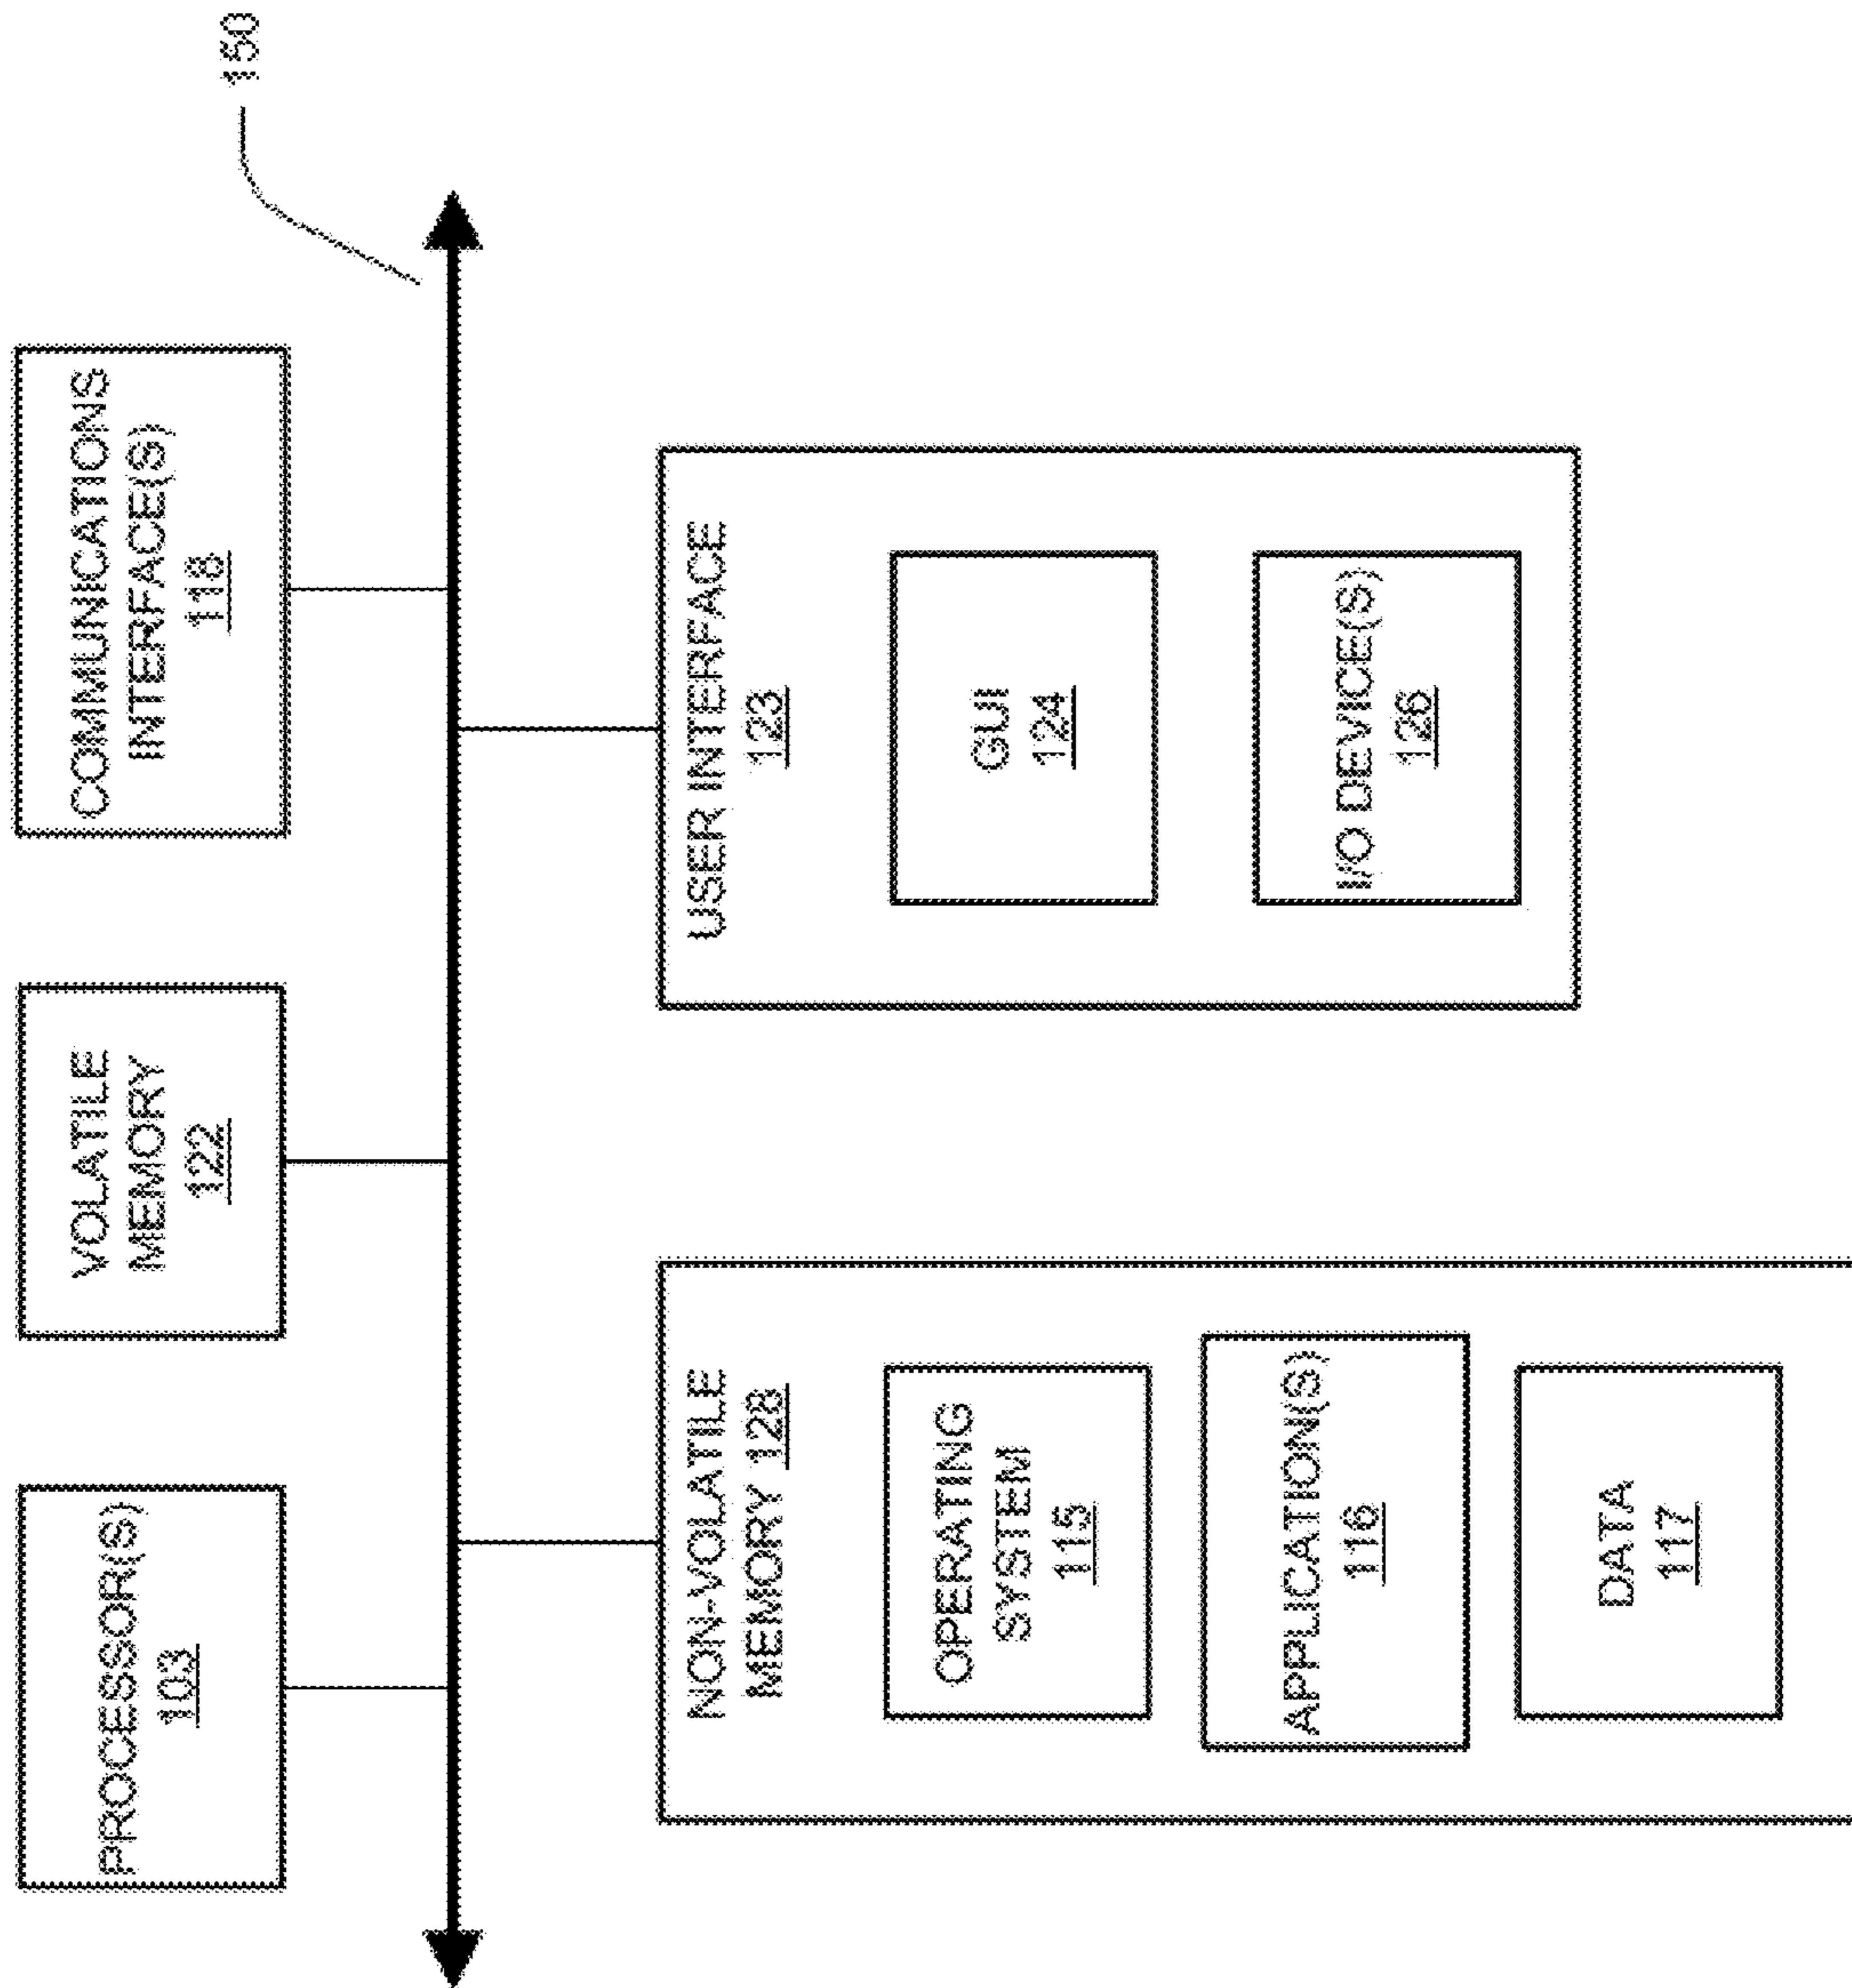 PROCESSOR(S)
103
VOLATILE
MEMORY
122
COMMUNICATIONS
INTERFACE(S)
118
150
NON-VOLATILE
MEMORY 128
OPERATING
SYSTEM
115
APPLICATION(S)
116
DATA
117
USER INTERFACE
123
GUI
124
I/O DEVICE(S)
126